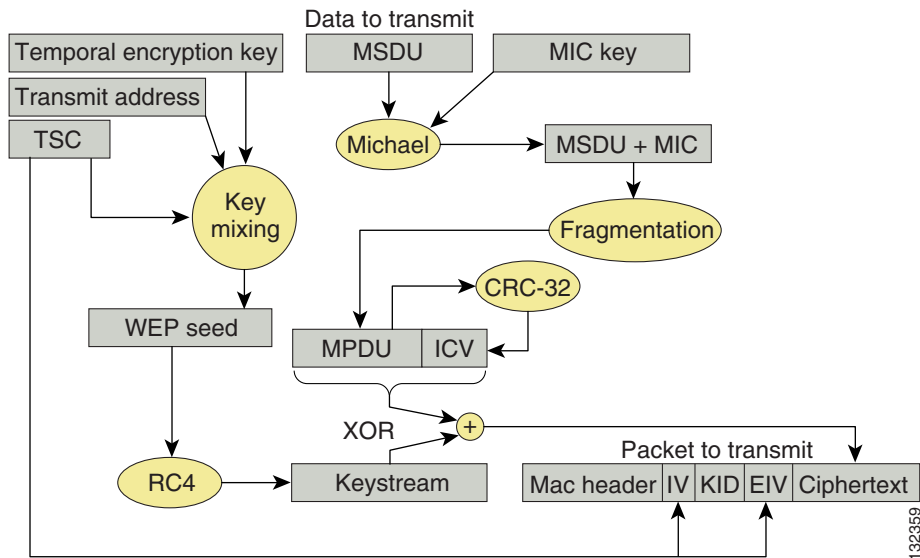 Data to transmit
Temporal encryption key
MSDU
MIC key
Transmit address
TSC
Michael
MSDU + MIC
Key
mixing
Fragmentation
CRC-32
WEP seed
MPDU
ICV
XOR
+
Packet to transmit
RC4
Keystream
Mac header
IV
KID
EIV
Ciphertext
132359